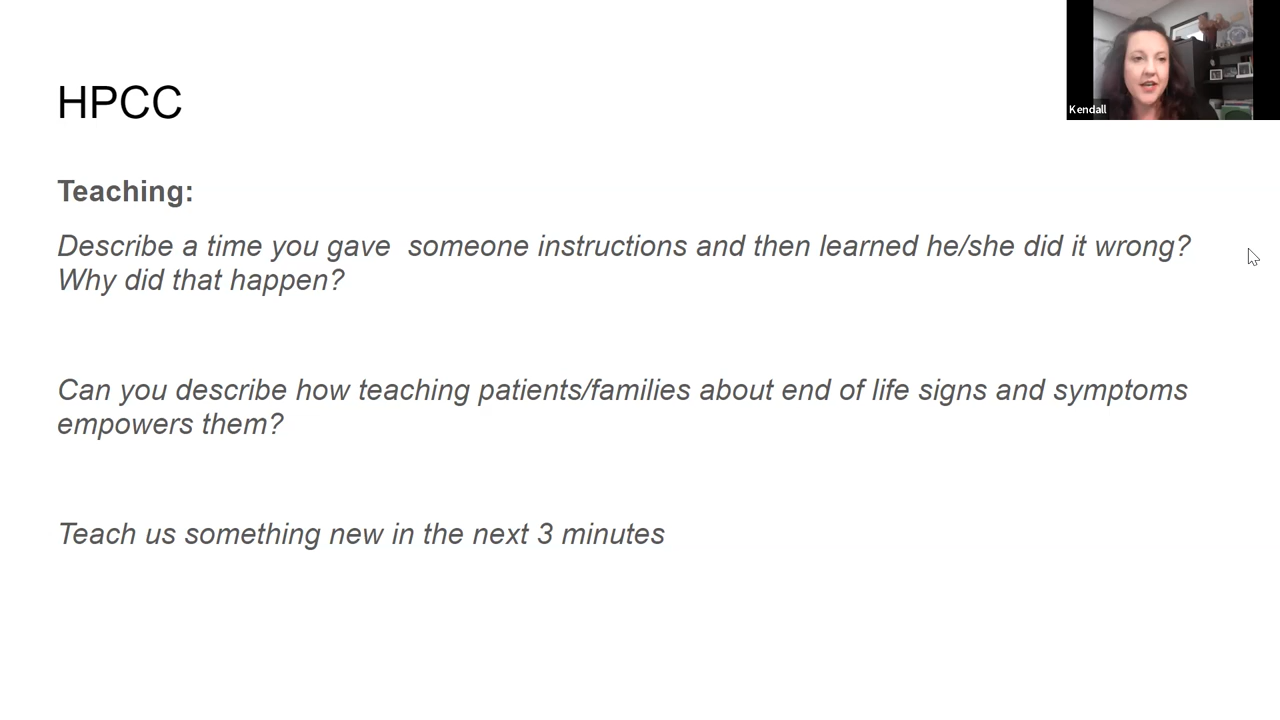 HPCC
Kendall
Teaching:
Describe a time you gave  someone instructions and then learned he/she did it wrong?
Why did that happen?
Can you describe how teaching patients/families about end of life signs and symptoms
empowers them?
Teach us something new in the next 3 minutes